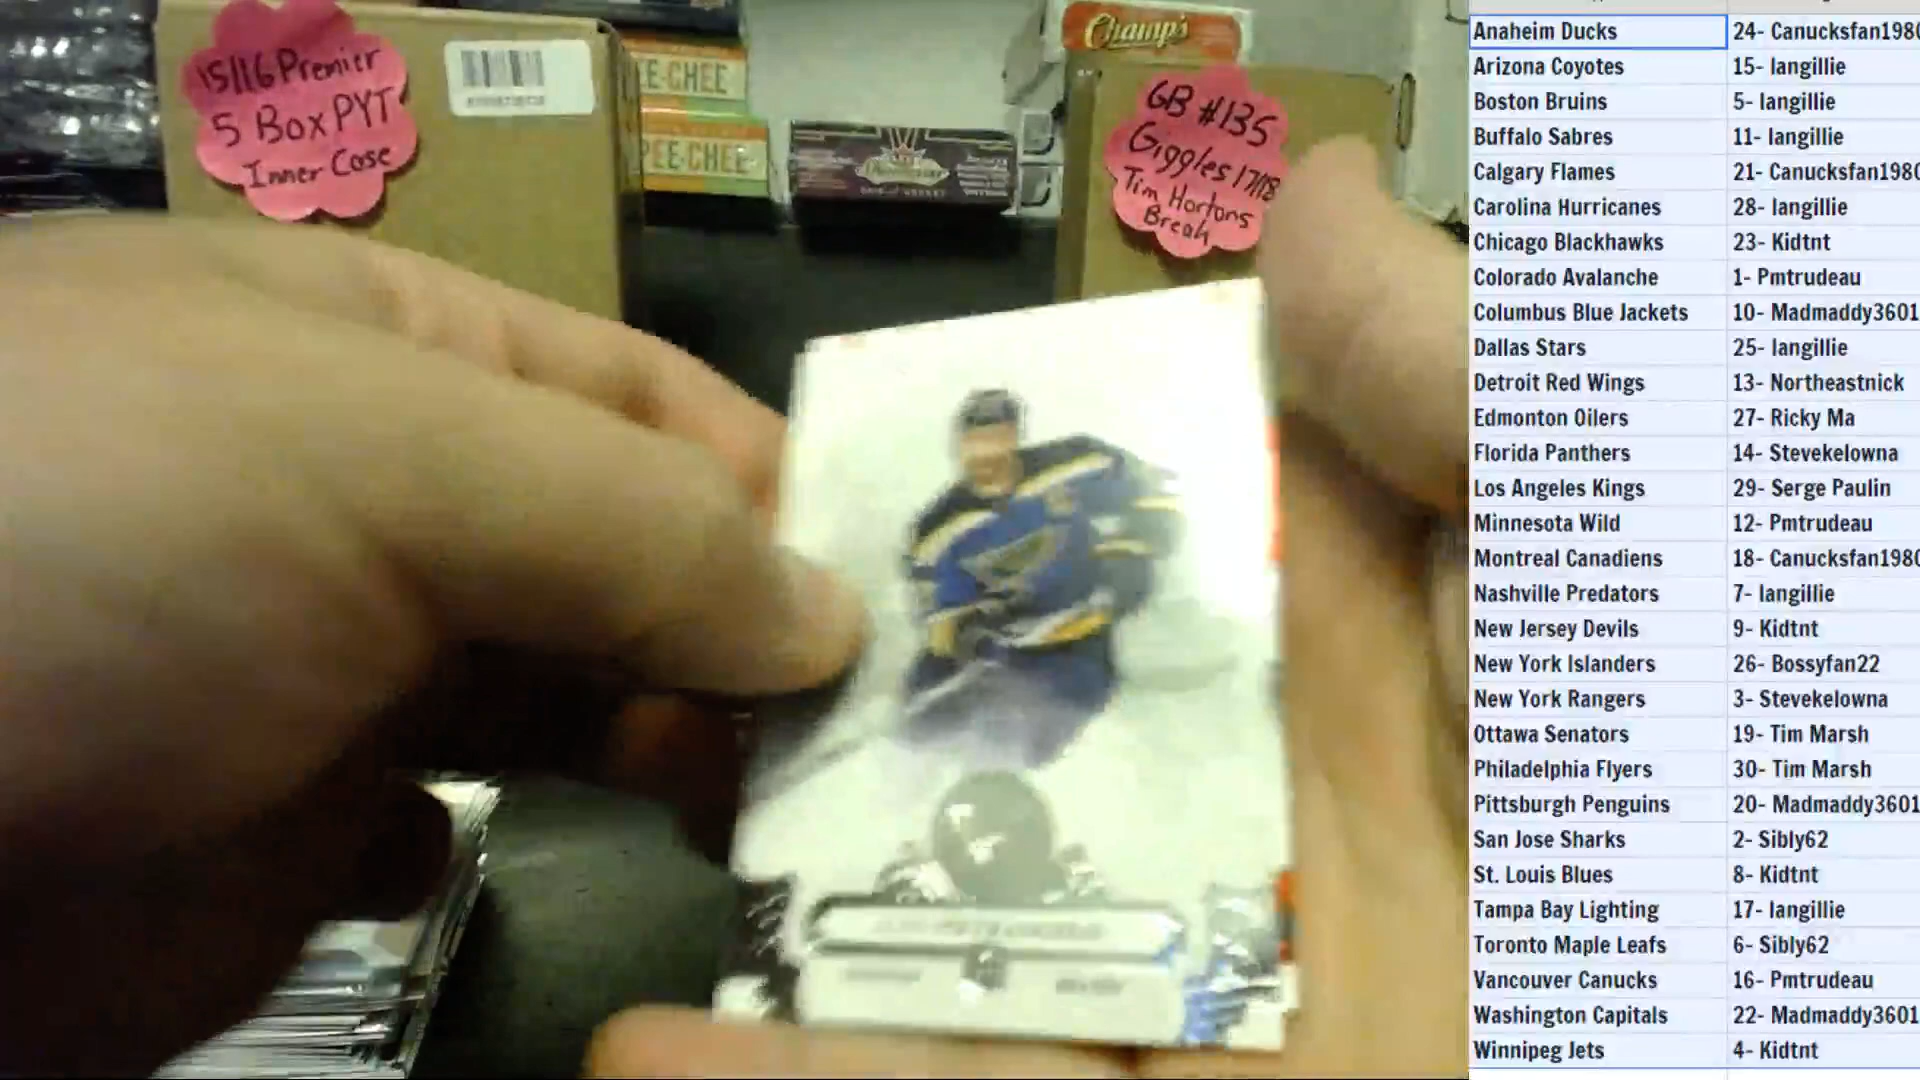 15/16 Premier
5 Box PYT
Inner Case
EE-CHEE
PEE-CHEE
Champ's
GB #135
Giggles 17/18
Tim Hortons
Break
Anaheim Ducks 24- Canucksfan1980
Arizona Coyotes 15- langillie
Boston Bruins 5- langillie
Buffalo Sabres 11- langillie
Calgary Flames 21- Canucksfan1980
Carolina Hurricanes 28- langillie
Chicago Blackhawks 23- Kidtnt
Colorado Avalanche 1- Pmtrudeau
Columbus Blue Jackets 10- Madmaddy3601
Dallas Stars 25- langillie
Detroit Red Wings 13- Northeastnick
Edmonton Oilers 27- Ricky Ma
Florida Panthers 14- Stevekelowna
Los Angeles Kings 29- Serge Paulin
Minnesota Wild 12- Pmtrudeau
Montreal Canadiens 18- Canucksfan1980
Nashville Predators 7- langillie
New Jersey Devils 9- Kidtnt
New York Islanders 26- Bossyfan22
New York Rangers 3- Stevekelowna
Ottawa Senators 19- Tim Marsh
Philadelphia Flyers 30- Tim Marsh
Pittsburgh Penguins 20- Madmaddy3601
San Jose Sharks 2- Sibly62
St. Louis Blues 8- Kidtnt
Tampa Bay Lighting 17- langillie
Toronto Maple Leafs 6- Sibly62
Vancouver Canucks 16- Pmtrudeau
Washington Capitals 22- Madmaddy3601
Winnipeg Jets 4- Kidtnt